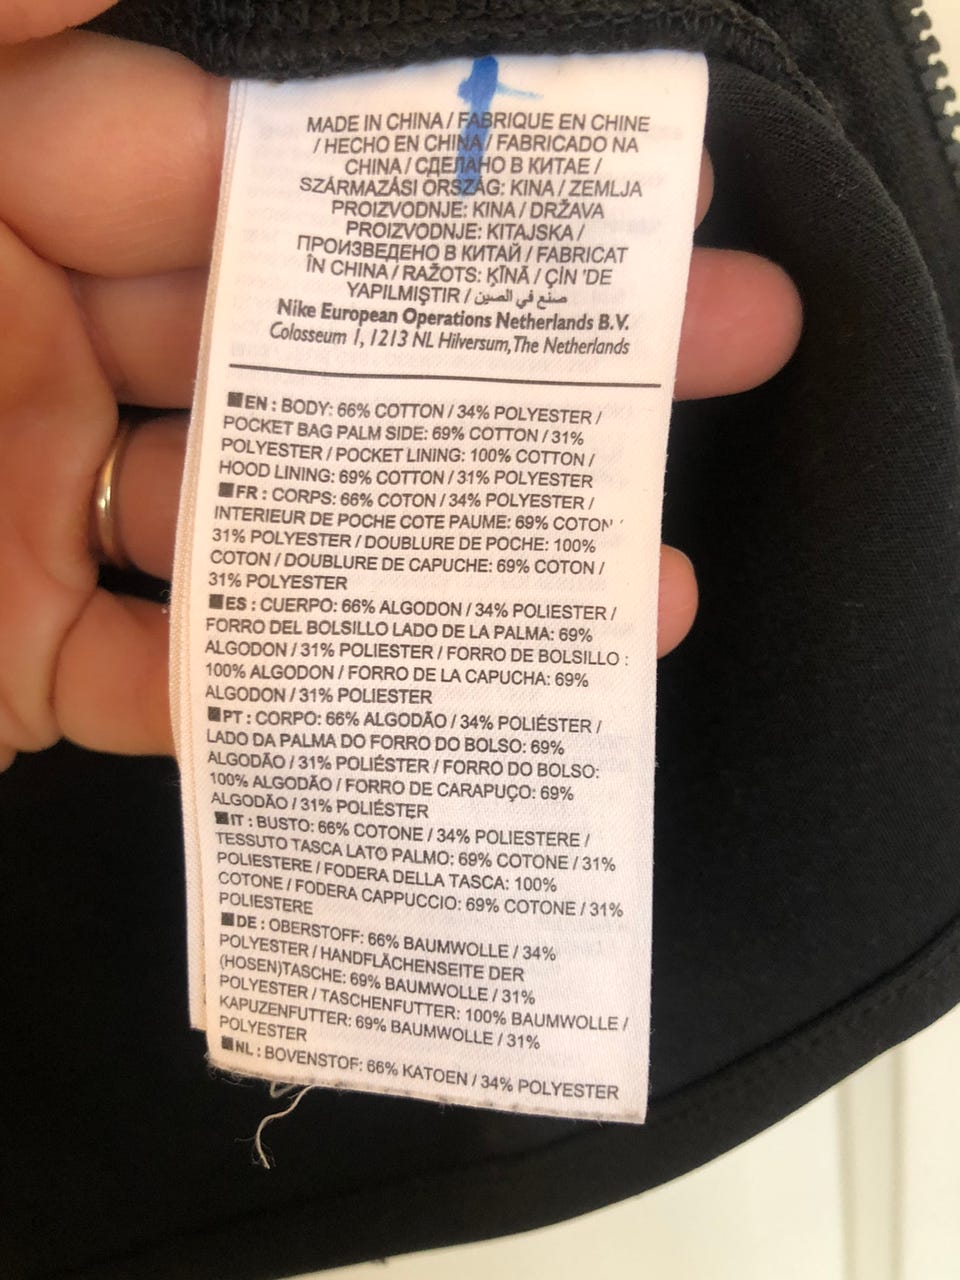 MADE IN CHINA / FABRIQUE EN CHINE
/ HECHO EN CHINA / FABRICADO NA
CHINA / СДЕЛАНО В КИТАЕ /
SZÁRMAZÁSI ORSZÁG: KINA / ZEMLJA
PROIZVODNJE: KINA / DRŽAVA
PROIZVODNJE: KITAJSKA /
ПРОИЗВЕДЕНО В КИТАЙ / FABRICAT
ÎN CHINA / RAŽOTS: ĶĪNĀ / ÇİN 'DE
YAPILMIŞTIR / صنع في الصين
Nike European Operations Netherlands B.V.
Colosseum 1, 1213 NL Hilversum, The Netherlands
EN : BODY: 66% COTTON / 34% POLYESTER /
POCKET BAG PALM SIDE: 69% COTTON / 31%
POLYESTER / POCKET LINING: 100% COTTON /
HOOD LINING: 69% COTTON / 31% POLYESTER
FR : CORPS: 66% COTON / 34% POLYESTER /
INTERIEUR DE POCHE COTE PAUME: 69% COTON /
31% POLYESTER / DOUBLURE DE POCHE: 100%
COTON / DOUBLURE DE CAPUCHE: 69% COTON /
31% POLYESTER
ES : CUERPO: 66% ALGODON / 34% POLIESTER /
FORRO DEL BOLSILLO LADO DE LA PALMA: 69%
ALGODON / 31% POLIESTER / FORRO DE BOLSILLO :
100% ALGODON / FORRO DE LA CAPUCHA: 69%
ALGODON / 31% POLIESTER
PT : CORPO: 66% ALGODÃO / 34% POLIÉSTER /
LADO DA PALMA DO FORRO DO BOLSO: 69%
ALGODÃO / 31% POLIÉSTER / FORRO DO BOLSO:
100% ALGODÃO / FORRO DE CARAPUÇO: 69%
ALGODÃO / 31% POLIÉSTER
IT : BUSTO: 66% COTONE / 34% POLIESTERE /
TESSUTO TASCA LATO PALMO: 69% COTONE / 31%
POLIESTERE / FODERA DELLA TASCA: 100%
COTONE / FODERA CAPPUCCIO: 69% COTONE / 31%
POLIESTERE
DE : OBERSTOFF: 66% BAUMWOLLE / 34%
POLYESTER / HANDFLÄCHENSEITE DER
(HOSEN)TASCHE: 69% BAUMWOLLE / 31%
POLYESTER / TASCHENFUTTER: 100% BAUMWOLLE /
KAPUZENFUTTER: 69% BAUMWOLLE / 31%
POLYESTER
NL : BOVENSTOF: 66% KATOEN / 34% POLYESTER